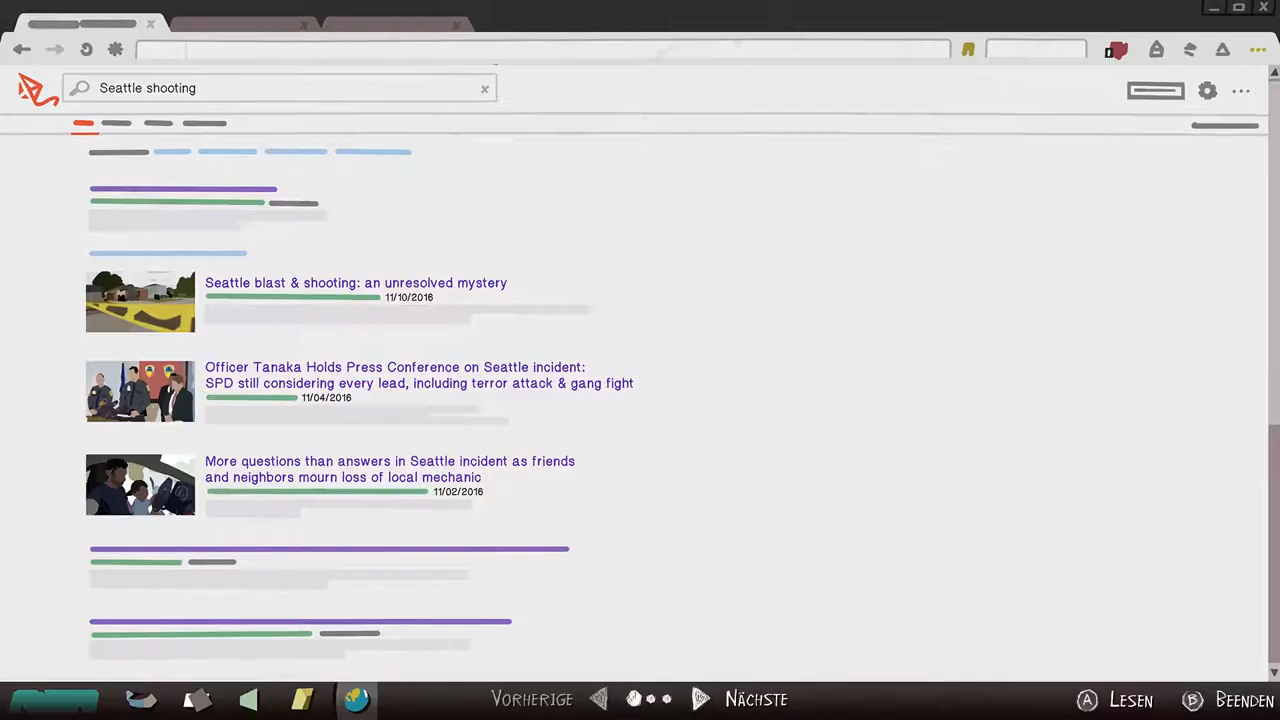 Seattle shooting
Seattle blast & shooting: an unresolved mystery
11/10/2016
Officer Tanaka Holds Press Conference on Seattle incident:
SPD still considering every lead, including terror attack & gang fight
11/04/2016
More questions than answers in Seattle incident as friends
and neighbors mourn loss of local mechanic
11/02/2016
VORHERIGE NÄCHSTE A LESEN B BEENDEN